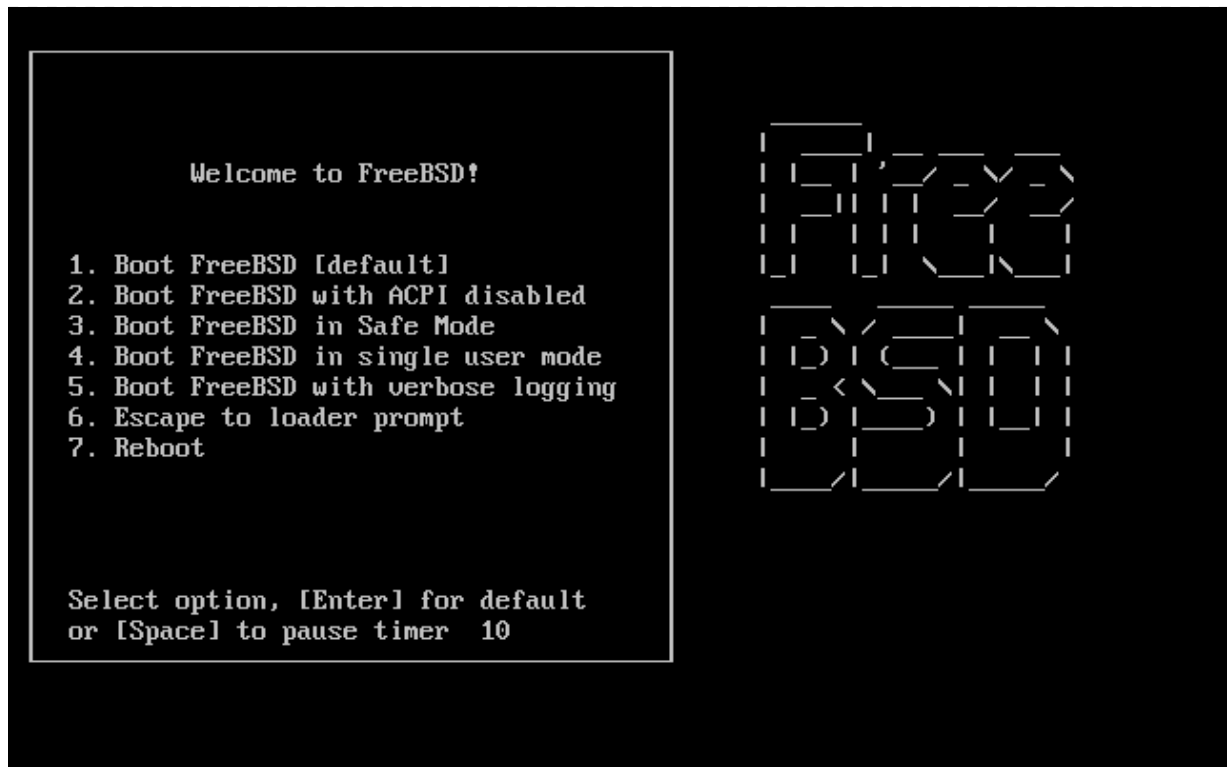 Welcome to FreeBSD!
1. Boot FreeBSD [default]
2. Boot FreeBSD with ACPI disabled
3. Boot FreeBSD in Safe Mode
4. Boot FreeBSD in single user mode
5. Boot FreeBSD with verbose logging
6. Escape to loader prompt
7. Reboot
Select option, [Enter] for default
or [Space] to pause timer  10
Free
BSD